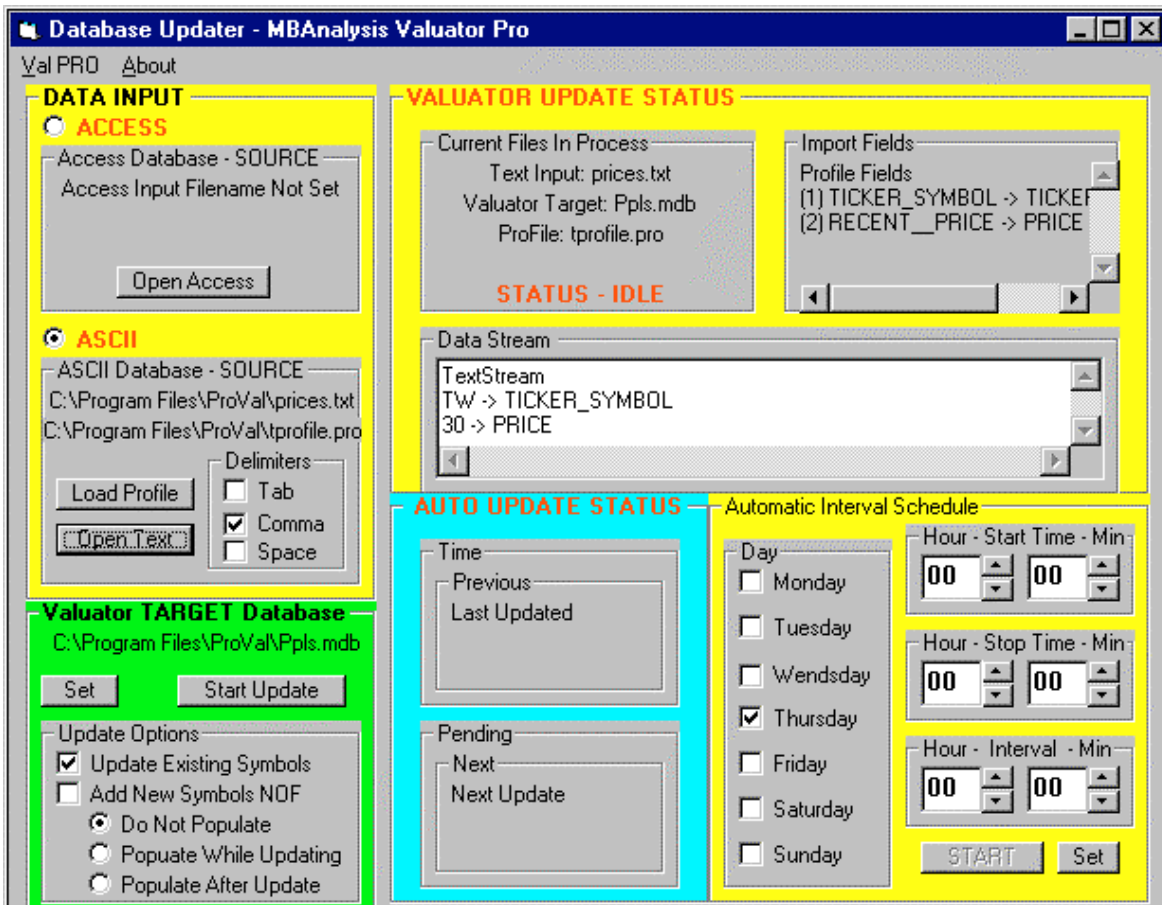 Database Updater - MBAnalysis Valuator Pro
Val PRO About
DATA INPUT
ACCESS
Access Database - SOURCE
Access Input Filename Not Set
Open Access
ASCII
ASCII Database - SOURCE
C:\Program Files\ProVal\prices.txt
C:\Program Files\ProVal\tprofile.pro
Load Profile
Open Text
Delimiters
Tab
Comma
Space
Valuator TARGET Database
C:\Program Files\ProVal\Ppls.mdb
Set
Start Update
Update Options
Update Existing Symbols
Add New Symbols NOF
Do Not Populate
Popuate While Updating
Populate After Update
VALUATOR UPDATE STATUS
Current Files In Process
Text Input: prices.txt
Valuator Target: Ppls.mdb
ProFile: tprofile.pro
STATUS - IDLE
Import Fields
Profile Fields
(1) TICKER_SYMBOL -> TICKER
(2) RECENT__PRICE -> PRICE
Data Stream
TextStream
TW -> TICKER_SYMBOL
30 -> PRICE
AUTO UPDATE STATUS
Time
Previous
Last Updated
Pending
Next
Next Update
Automatic Interval Schedule
Day
Monday
Tuesday
Wendsday
Thursday
Friday
Saturday
Sunday
Hour - Start Time - Min
00 00
Hour - Stop Time - Min
00 00
Hour - Interval - Min
00 00
START
Set